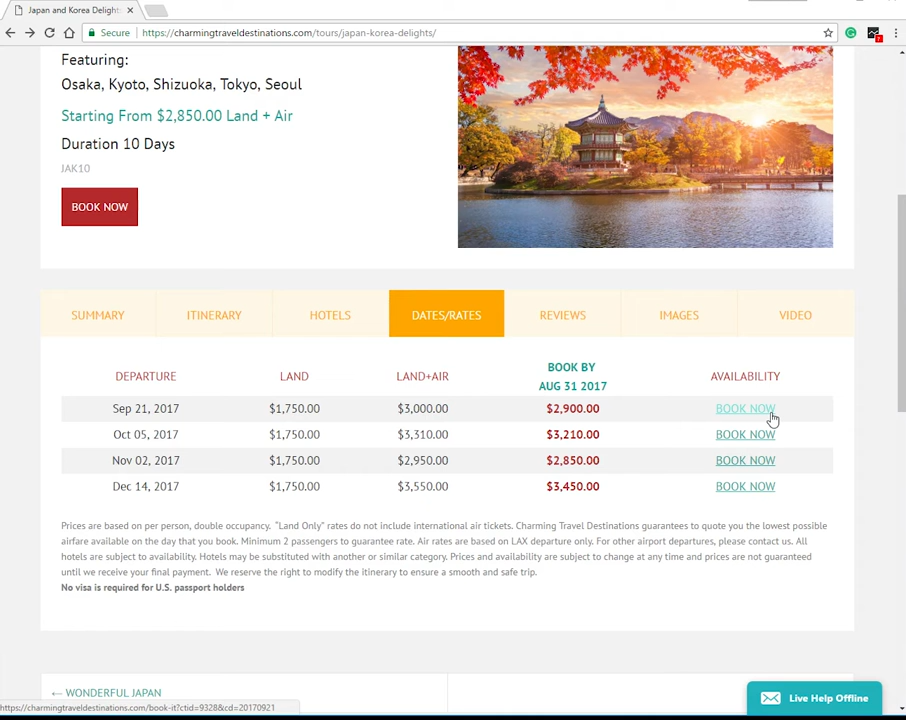 Japan and Korea Delights
Secure
https://charmingtraveldestinations.com/tours/japan-korea-delights/
Featuring:
Osaka, Kyoto, Shizuoka, Tokyo, Seoul
Starting From $2,850.00 Land + Air
Duration 10 Days
JAK10
BOOK NOW
SUMMARY ITINERARY HOTELS DATES/RATES REVIEWS IMAGES VIDEO
DEPARTURE LAND LAND+AIR BOOK BY AUG 31 2017 AVAILABILITY
Sep 21, 2017 $1,750.00 $3,000.00 $2,900.00 BOOK NOW
Oct 05, 2017 $1,750.00 $3,310.00 $3,210.00 BOOK NOW
Nov 02, 2017 $1,750.00 $2,950.00 $2,850.00 BOOK NOW
Dec 14, 2017 $1,750.00 $3,550.00 $3,450.00 BOOK NOW
Prices are based on per person, double occupancy. “Land Only” rates do not include international air tickets. Charming Travel Destinations guarantees to quote you the lowest possible
airfare available on the day that you book. Minimum 2 passengers to guarantee rate. Air rates are based on LAX departure only. For other airport departures, please contact us. All
hotels are subject to availability. Hotels may be substituted with another or similar category. Prices and availability are subject to change at any time and prices are not guaranteed
until we receive your final payment. We reserve the right to modify the itinerary to ensure a smooth and safe trip.
No visa is required for U.S. passport holders
← WONDERFUL JAPAN
Live Help Offline
https://charmingtraveldestinations.com/book-it?ctid=9328&cd=20170921